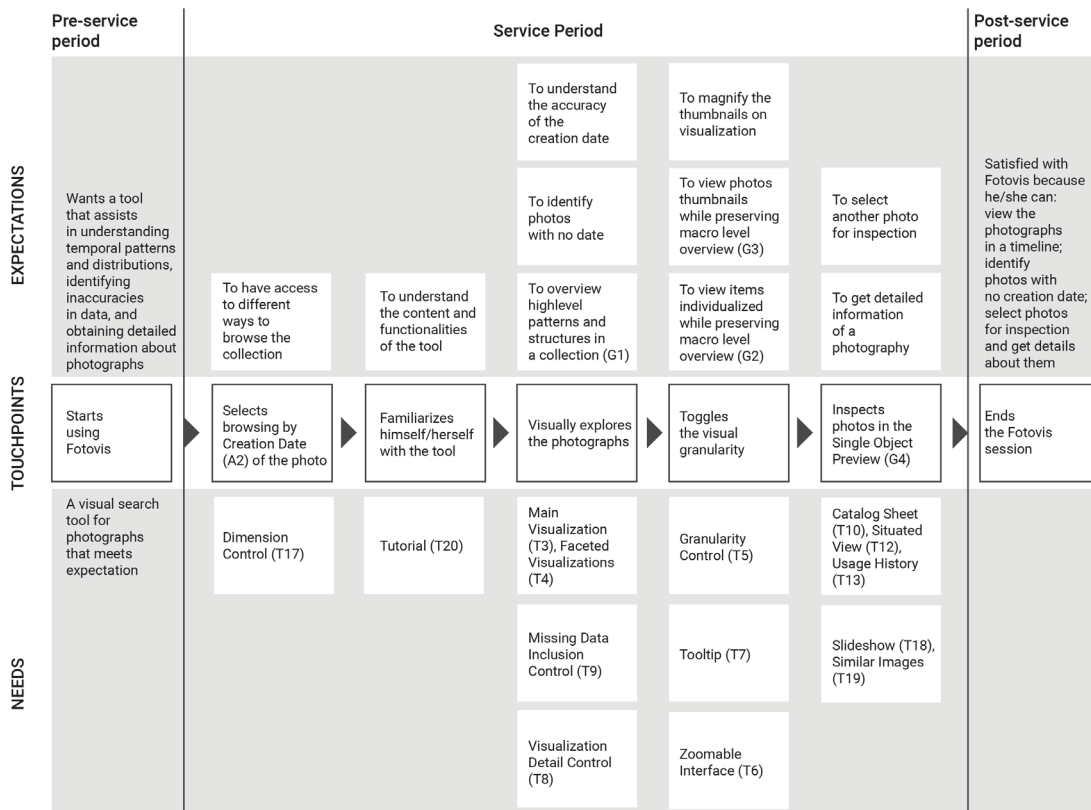 Pre-service
period
Service Period
Post-service
period
EXPECTATIONS
Wants a tool
that assists
in understanding
temporal patterns
and distributions,
identifying
inaccuracies
in data, and
obtaining detailed
information about
photographs
To have access
to different
ways to
browse the
collection
To understand
the content and
functionalities
of the tool
To understand
the accuracy
of the
creation date
To identify
photos
with no date
To overview
highlevel
patterns and
structures in
a collection (G1)
To magnify the
thumbnails on
visualization
To view photos
thumbnails
while preserving
macro level
overview (G3)
To view items
individualized
while preserving
macro level
overview (G2)
To select
another photo
for inspection
To get detailed
information
of a
photography
Satisfied with
Fotovis because
he/she can:
view the
photographs
in a timeline;
identify
photos with
no creation date;
select photos
for inspection
and get details
about them
TOUCHPOINTS
Starts
using
Fotovis
Selects
browsing by
Creation Date
(A2) of the photo
Familiarizes
himself/herself
with the tool
Visually explores
the photographs
Toggles
the visual
granularity
Inspects
photos in the
Single Object
Preview (G4)
Ends
the Fotovis
session
NEEDS
A visual search
tool for
photographs
that meets
expectation
Dimension
Control (T17)
Tutorial (T20)
Main
Visualization
(T3), Faceted
Visualizations
(T4)
Missing Data
Inclusion
Control (T9)
Visualization
Detail Control
(T8)
Granularity
Control (T5)
Tooltip (T7)
Zoomable
Interface (T6)
Catalog Sheet
(T10), Situated
View (T12),
Usage History
(T13)
Slideshow (T18),
Similar Images
(T19)